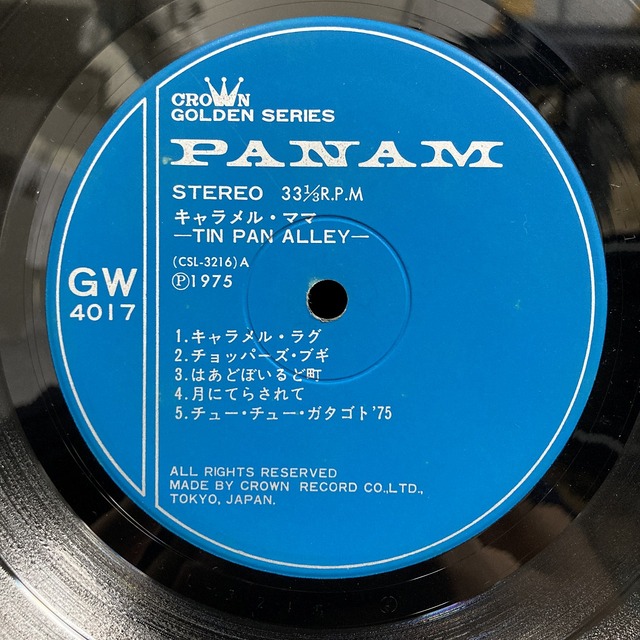 CROWN
GOLDEN SERIES
PANAM
STEREO 33⅓R.P.M
キャラメル・ママ
—TIN PAN ALLEY—
(CSL-3216) A
Ⓟ1975
GW
4017
1.キャラメル・ラグ
2.チョッパーズ・ブギ
3.はあどぼいるど町
4.月にてらされて
5.チュー・チュー・ガタゴト'75
ALL RIGHTS RESERVED
MADE BY CROWN RECORD CO.,LTD.,
TOKYO, JAPAN.